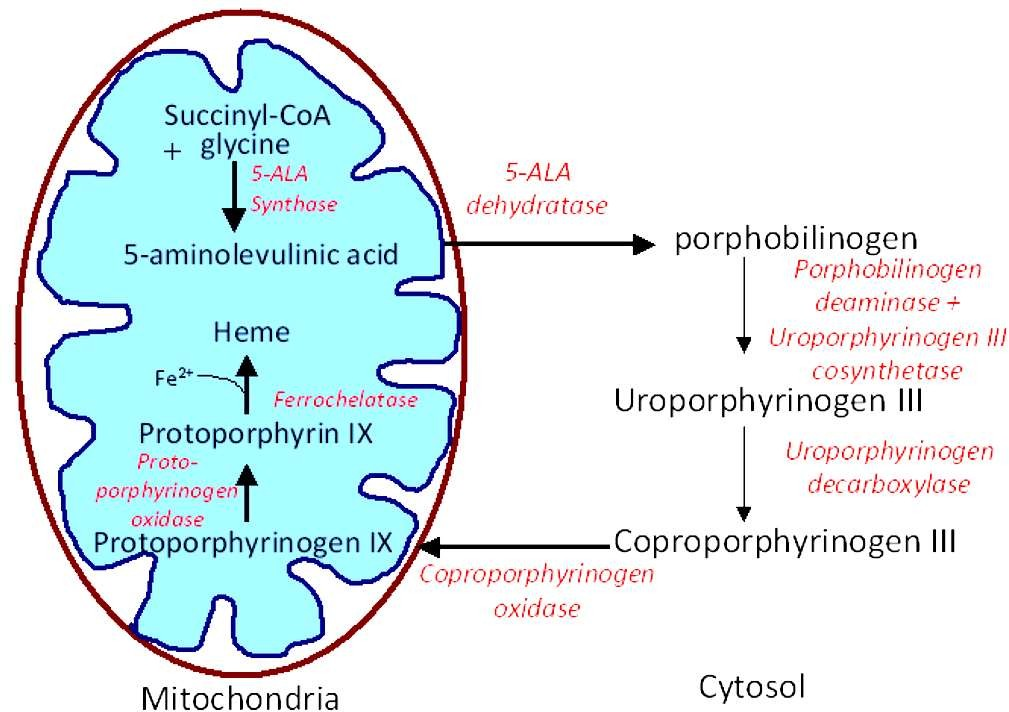 Succinyl-CoA
+ glycine
5-ALA
Synthase
5-aminolevulinic acid
5-ALA
dehydratase
porphobilinogen
Porphobilinogen
deaminase +
Uroporphyrinogen III
cosynthetase
Uroporphyrinogen III
Uroporphyrinogen
decarboxylase
Coproporphyrinogen III
Coproporphyrinogen
oxidase
Heme
Fe²⁺
Ferrochelatase
Protoporphyrin IX
Proto-
porphyrinogen
oxidase
Protoporphyrinogen IX
Mitochondria
Cytosol